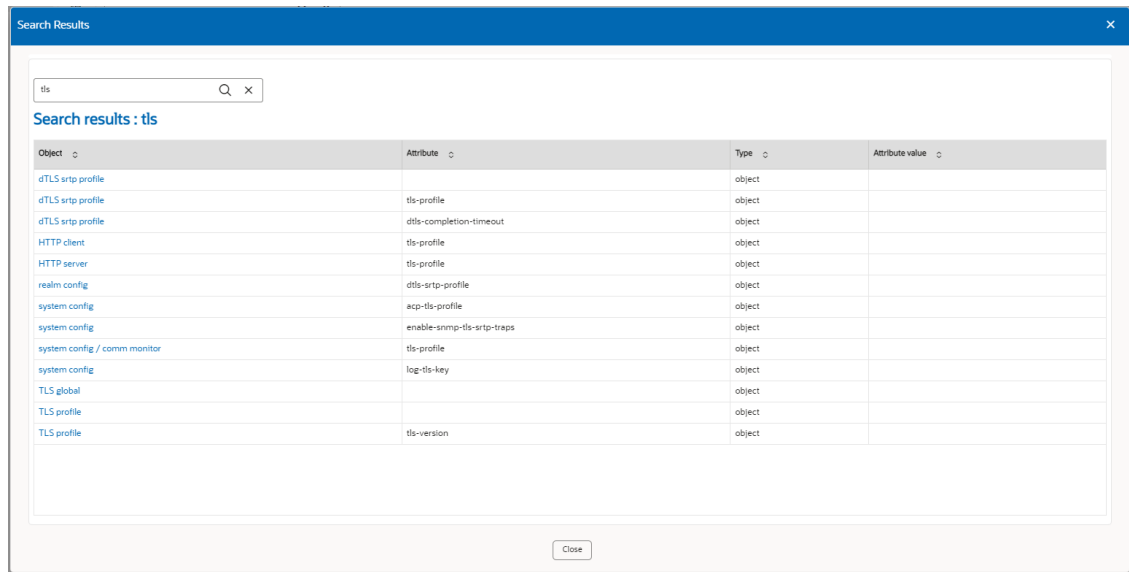 Search Results
tls
Search results : tls
Object Attribute Type Attribute value
dTLS srtp profile object
dTLS srtp profile tls-profile object
dTLS srtp profile dtls-completion-timeout object
HTTP client tls-profile object
HTTP server tls-profile object
realm config dtls-srtp-profile object
system config acp-tls-profile object
system config enable-snmp-tls-srtp-traps object
system config / comm monitor tls-profile object
system config log-tls-key object
TLS global object
TLS profile object
TLS profile tls-version object
Close